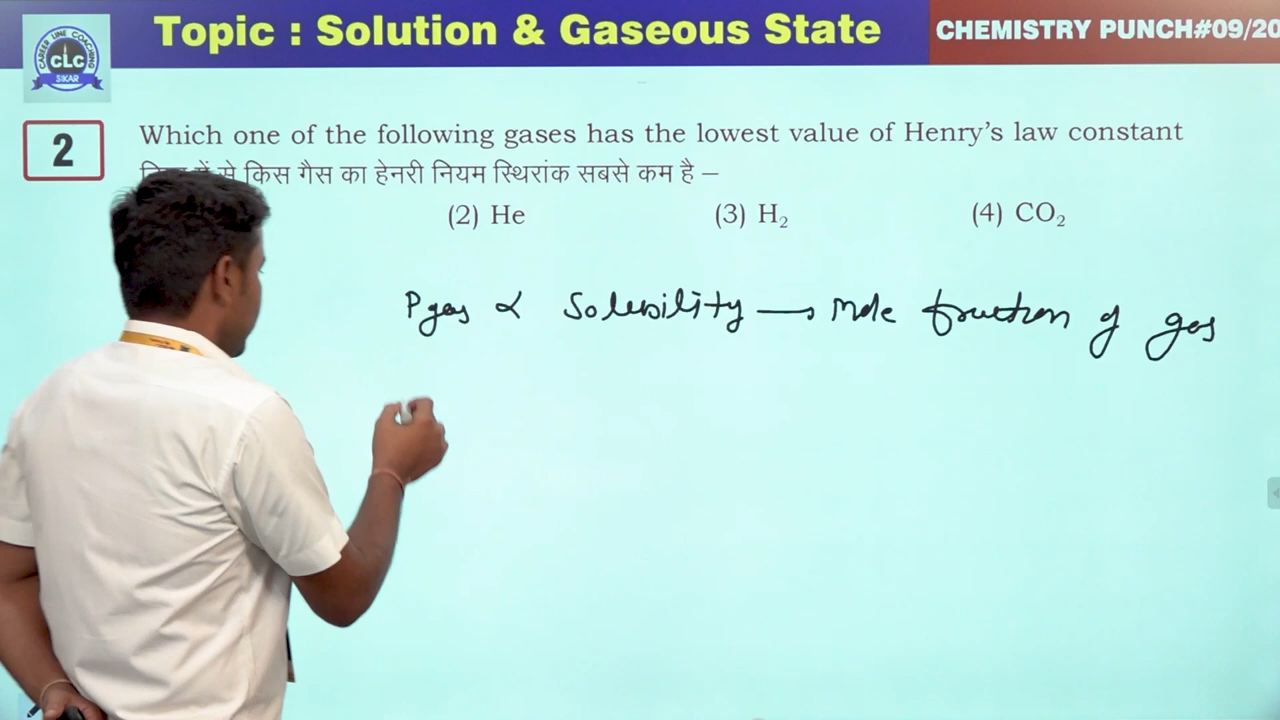 Topic : Solution & Gaseous State
CHEMISTRY PUNCH#09/20
CAREER LINE COACHING
CLC
SIKAR
2
Which one of the following gases has the lowest value of Henry's law constant
से किस गैस का हेनरी नियम स्थिरांक सबसे कम है –
(2) He
(3) H₂
(4) CO₂
P gas ∝ Solubility ⟶ mole fraction of gas